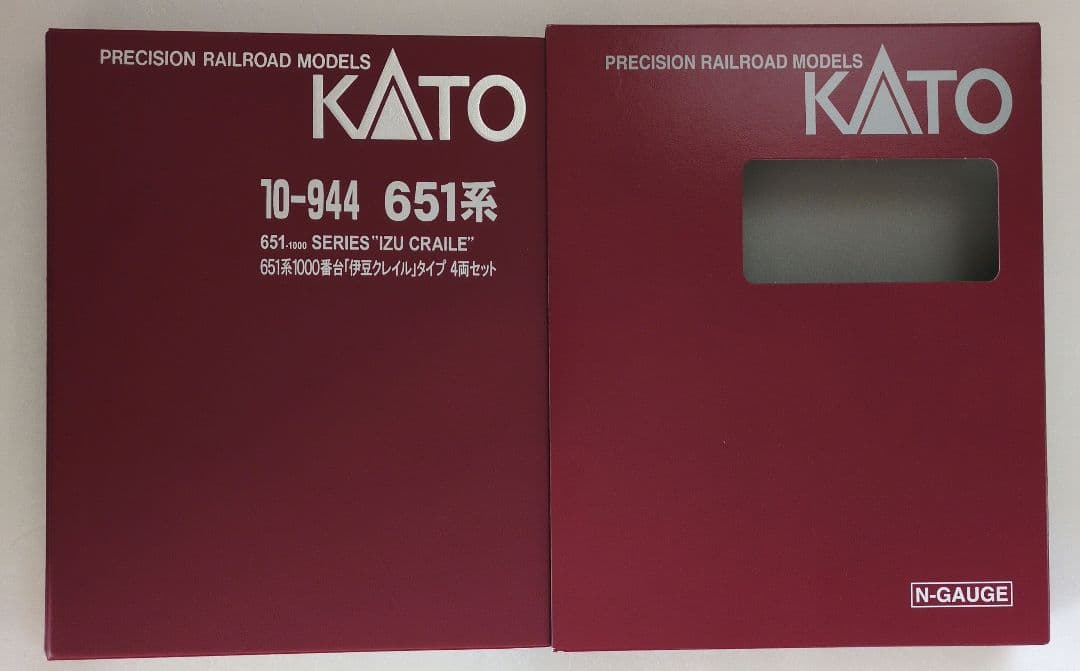 PRECISION RAILROAD MODELS
KATO
10-944 651系
651-1000 SERIES "IZU CRAILE"
651系1000番台「伊豆クレイル」タイプ 4両セット
PRECISION RAILROAD MODELS
KATO
N-GAUGE